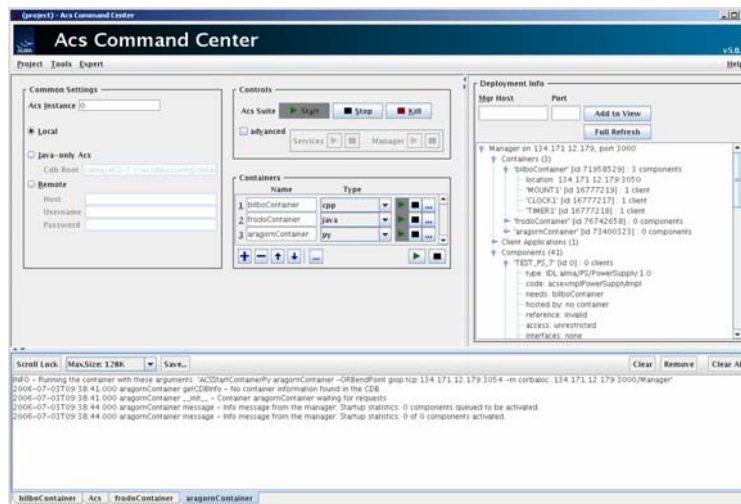 (project) - Acs Command Center
Acs Command Center
v5.0.
Project Tools Expert
Help
Common Settings
Acs Instance 0
Local
Java-only Acs
Cdb Root
Remote
Host
Username
Password
Controls
Acs Suite Start Stop Kill
advanced
Services Manager
Containers
Name Type
1 bilboContainer cpp
2 frodoContainer java
3 aragornContainer py
...
Deployment Info
Mgr Host Port
Add to View
Full Refresh
Manager on 134.171.12.179, port 3000
Containers (3)
'bilboContainer' [id 71958529] : 3 components
location: 134.171.12.179:3050
'MOUNT1' [id 16777219] : 1 client
'CLOCK1' [id 16777217] : 1 client
'TIMER1' [id 16777218] : 1 client
'frodoContainer' [id 76742658] : 0 components
'aragornContainer' [id 73400323] : 0 components
Client Applications (1)
Components (41)
'TEST_PS_7' [id 0] : 0 clients
type: IDL:alma/PS/PowerSupply:1.0
code: acsexmplPowerSupplyImpl
needs: bilboContainer
hosted by: no container
reference: invalid
access: unrestricted
interfaces: none
Scroll Lock Max.Size: 128K Save... Clear Remove Clear Al
INFO - Running the container with these arguments: 'ACSStartContainerPy aragornContainer -ORBEndPoint giop:tcp:134.171.12.179:3054 -m corbaloc::134.171.12.179:3000/Manager'
2006-07-03T09:38:41.000 aragornContainer getCDBInfo - No container information found in the CDB
2006-07-03T09:38:41.000 aragornContainer __init__ - Container aragornContainer waiting for requests
2006-07-03T09:38:44.000 aragornContainer message - Info message from the manager: Startup statistics: 0 components queued to be activated.
2006-07-03T09:38:44.000 aragornContainer message - Info message from the manager: Startup statistics: 0 of 0 components activated.
bilboContainer Acs frodoContainer aragornContainer